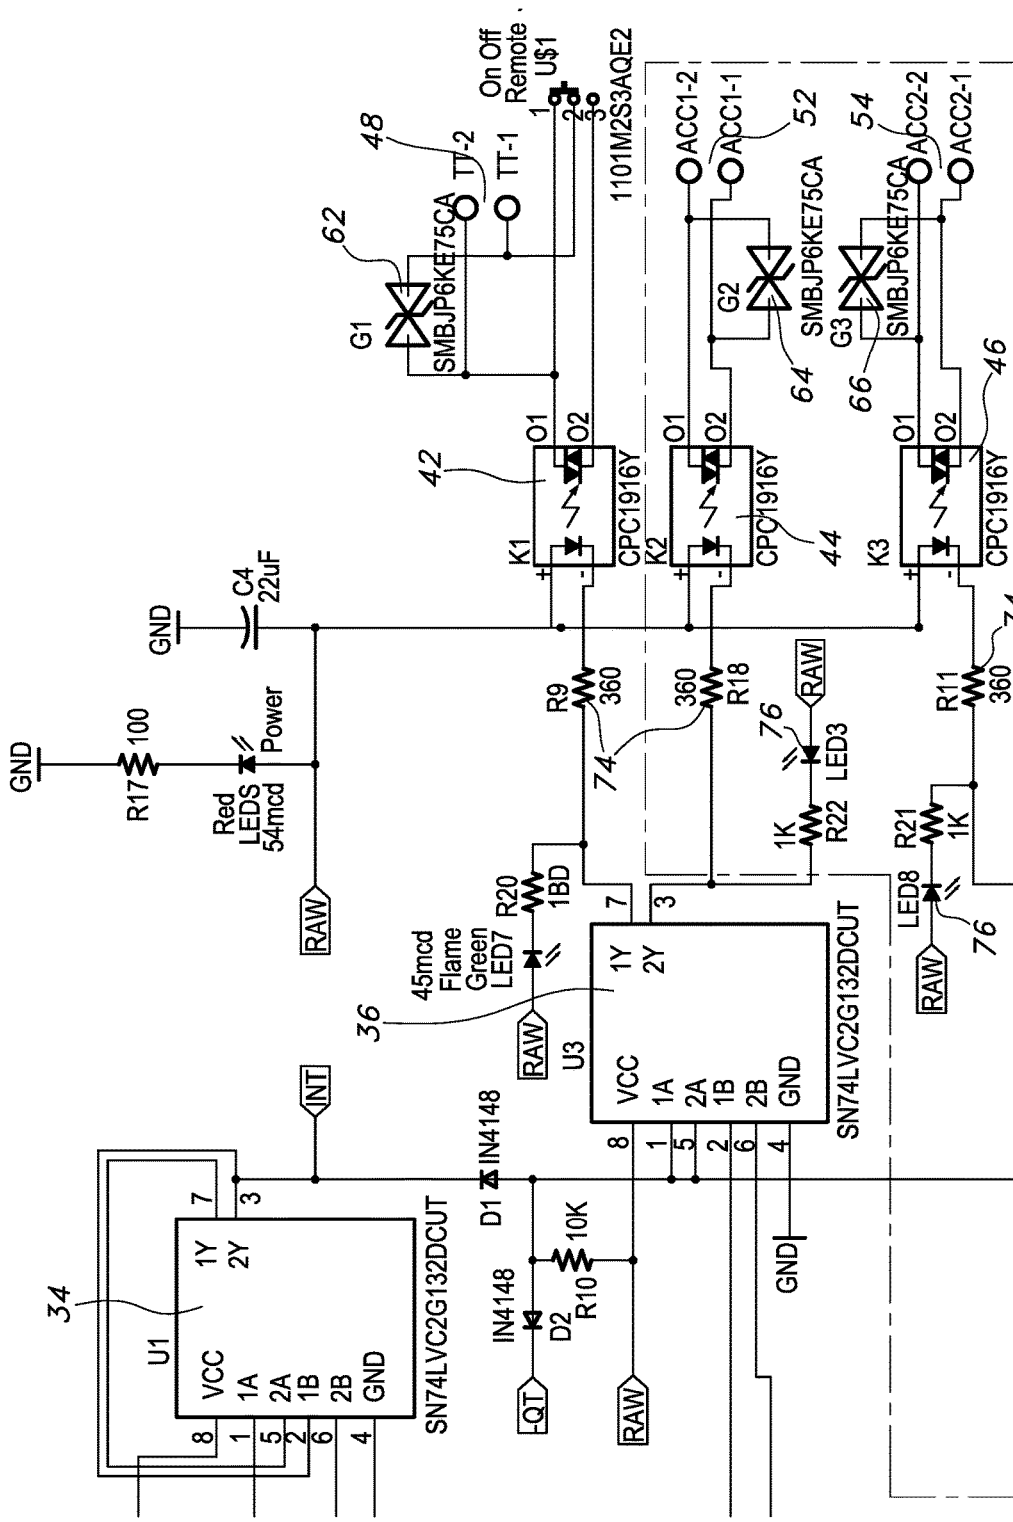 On Off
Remote
U$1
1
2
3
1101M2S3AQE2
48
TT-2
TT-1
62
G1
SMBJP6KE75CA
ACC1-2
ACC1-1
52
G2
SMBJP6KE75CA
64
ACC2-2
ACC2-1
54
G3
SMBJP6KE75CA
66
42
O1
O2
K1
+
-
CPC1916Y
O1
O2
K2
+
-
CPC1916Y
44
O1
O2
K3
+
-
CPC1916Y
46
GND
C4
22uF
GND
R17
100
Red
LEDS
54mcd
Power
RAW
R9
360
74
360
R18
RAW
76
LED3
1K
R22
R11
360
R21
1K
LED8
76
RAW
R20
1BD
45mcd
Flame
Green
LED7
RAW
36
U3
7
3
1Y
2Y
VCC
1A
2A
1B
2B
GND
8
1
5
2
6
4
SN74LVC2G132DCUT
GND
INT
D1
IN4148
IN4148
D2
10K
R10
-QT
RAW
34
U1
7
3
1Y
2Y
VCC
1A
2A
1B
2B
GND
8
1
5
2
6
4
SN74LVC2G132DCUT